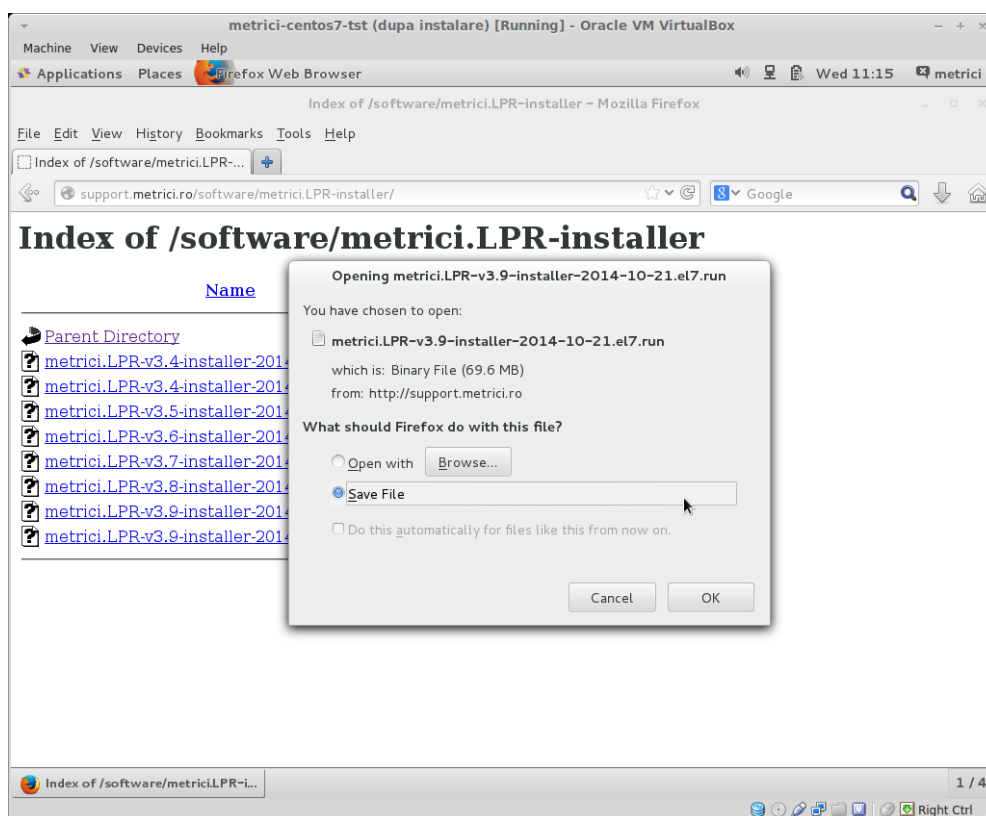 metrici-centos7-tst (dupa instalare) [Running] - Oracle VM VirtualBox
Machine View Devices Help
Applications Places Firefox Web Browser Wed 11:15 metrici
Index of /software/metrici.LPR-installer - Mozilla Firefox
File Edit View History Bookmarks Tools Help
Index of /software/metrici.LPR-...
support.metrici.ro/software/metrici.LPR-installer/ Google
Index of /software/metrici.LPR-installer
Name
Parent Directory
metrici.LPR-v3.4-installer-201
metrici.LPR-v3.4-installer-201
metrici.LPR-v3.5-installer-201
metrici.LPR-v3.6-installer-201
metrici.LPR-v3.7-installer-201
metrici.LPR-v3.8-installer-201
metrici.LPR-v3.9-installer-201
metrici.LPR-v3.9-installer-201
Opening metrici.LPR-v3.9-installer-2014-10-21.el7.run
You have chosen to open:
metrici.LPR-v3.9-installer-2014-10-21.el7.run
which is: Binary File (69.6 MB)
from: http://support.metrici.ro
What should Firefox do with this file?
Open with Browse...
Save File
Do this automatically for files like this from now on.
Cancel OK
Index of /software/metrici.LPR-i... 1 / 4
Right Ctrl